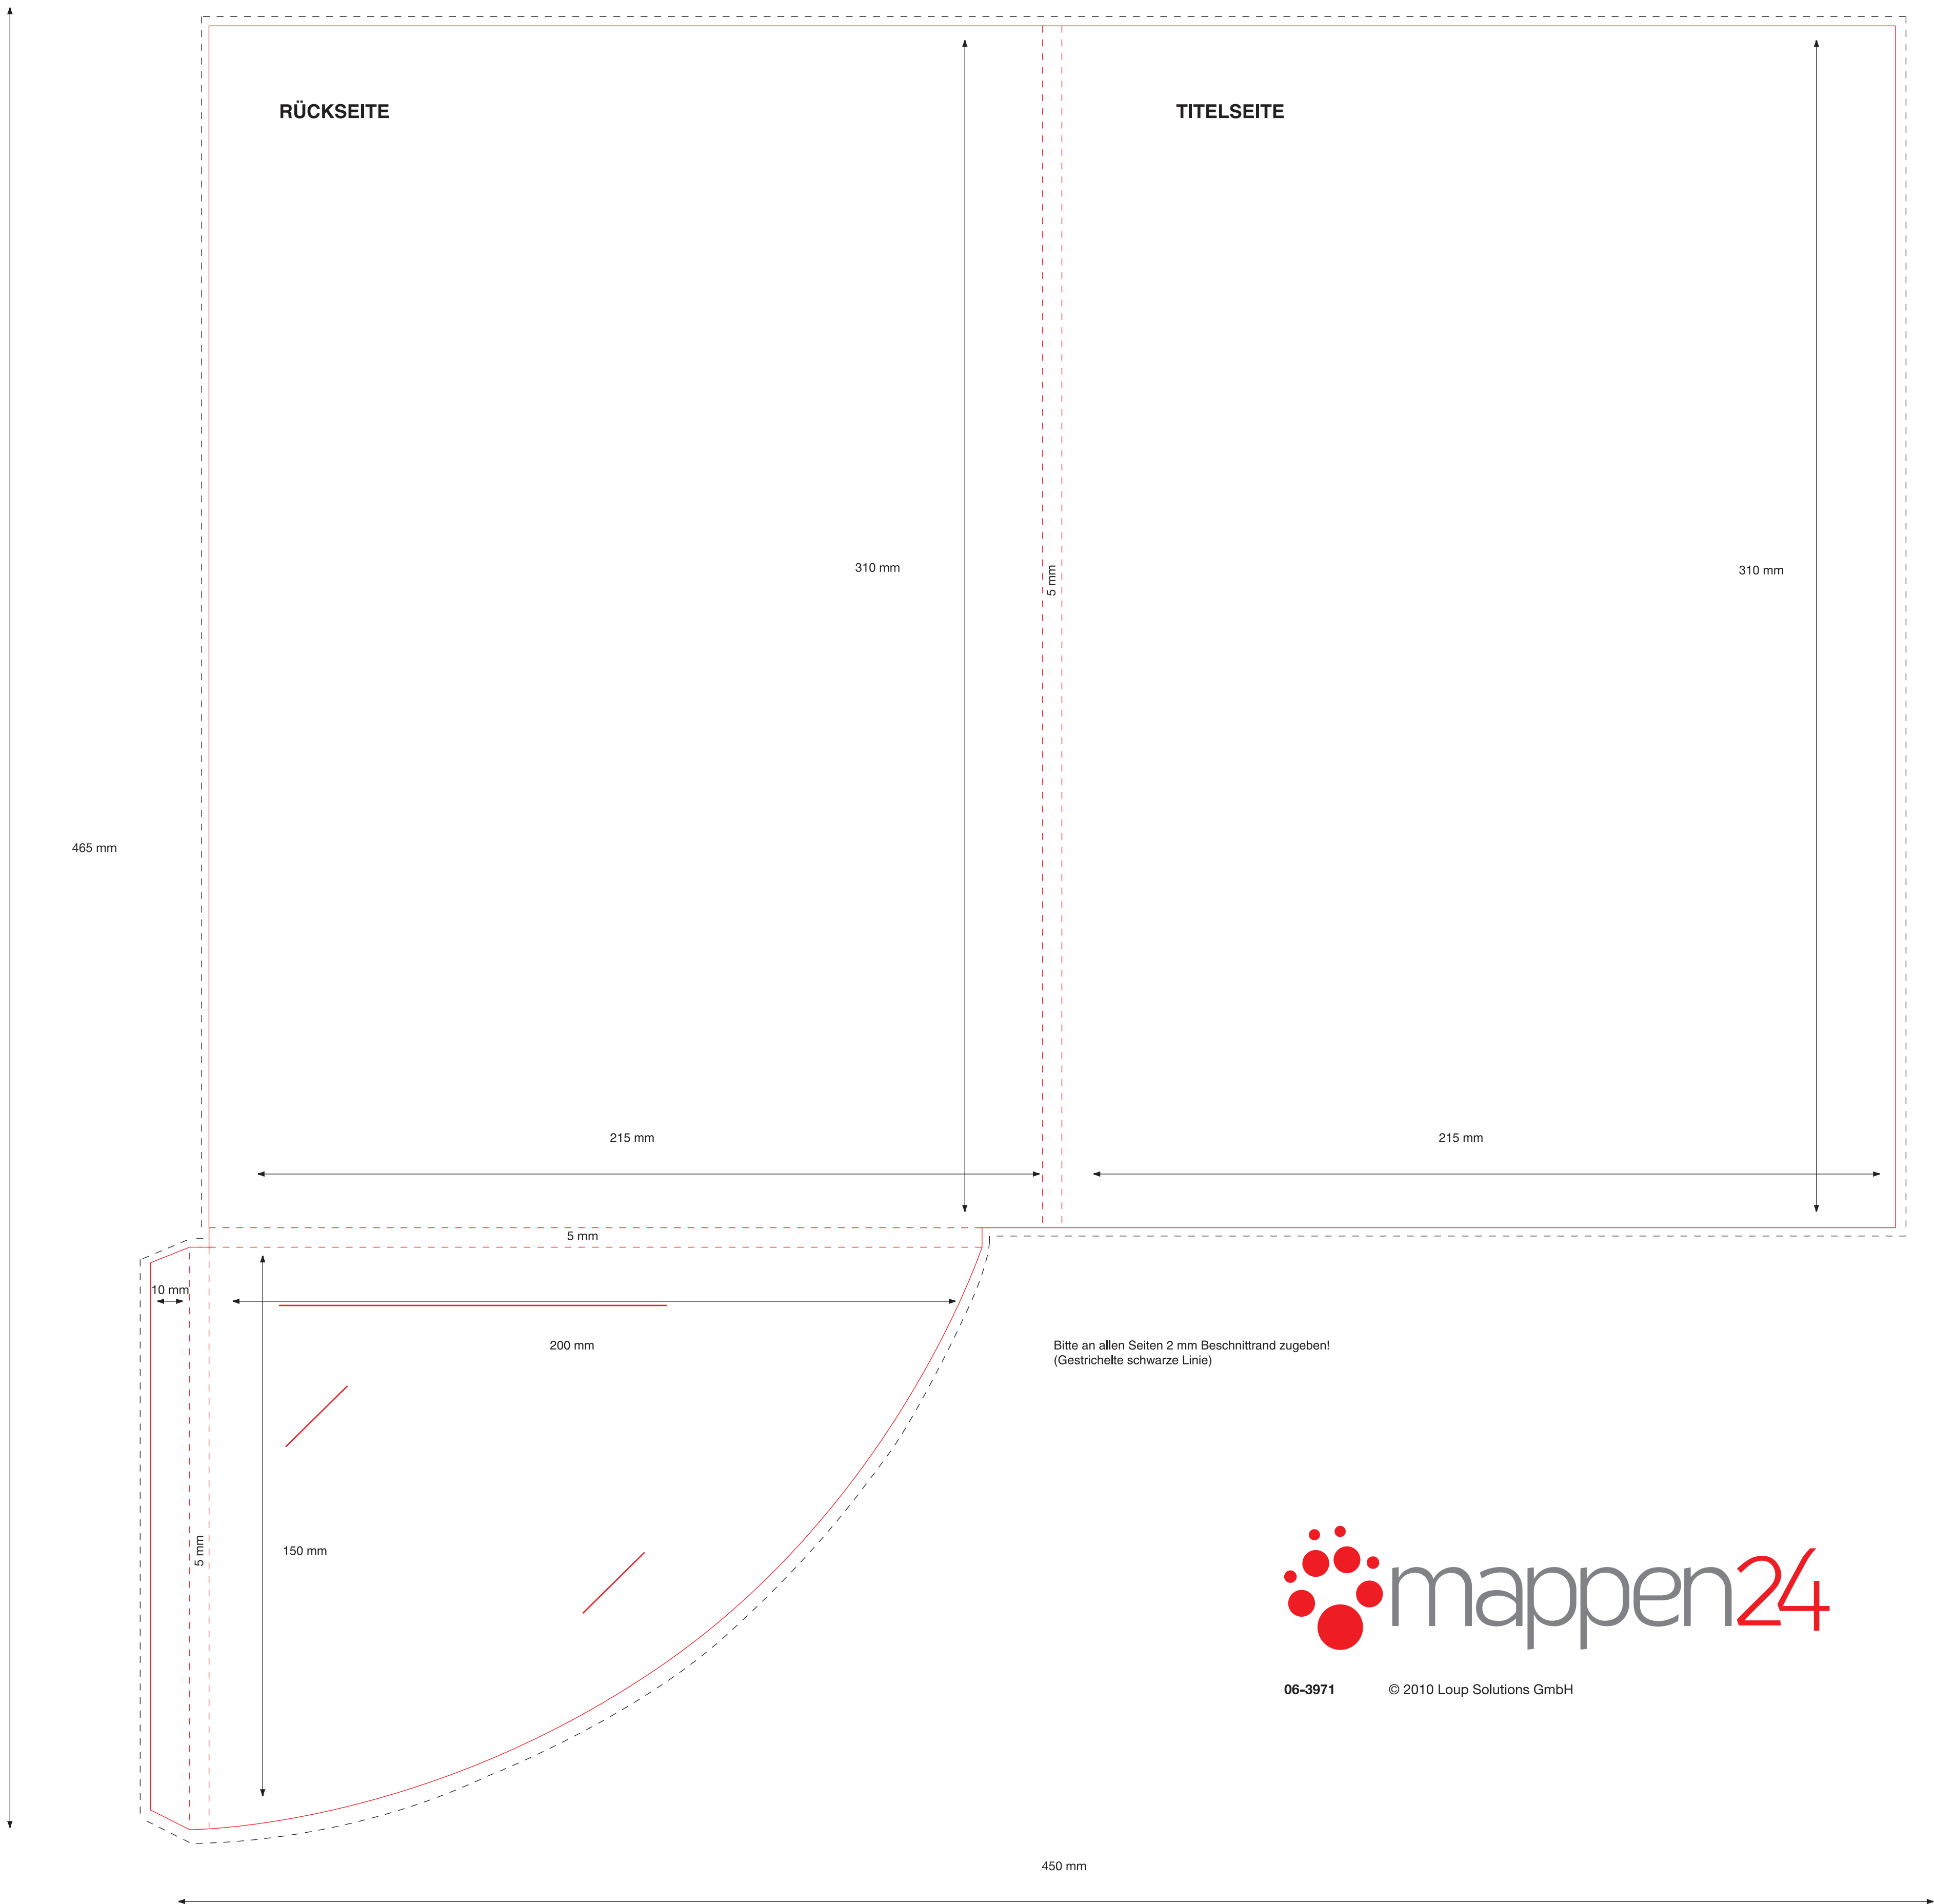 RÜCKSEITE
TITELSEITE
310 mm
5 mm
310 mm
465 mm
215 mm
215 mm
5 mm
10 mm
200 mm
Bitte an allen Seiten 2 mm Beschnittrand zugeben!
(Gestrichelte schwarze Linie)
5 mm
150 mm
mappen24
06-3971 © 2010 Loup Solutions GmbH
450 mm